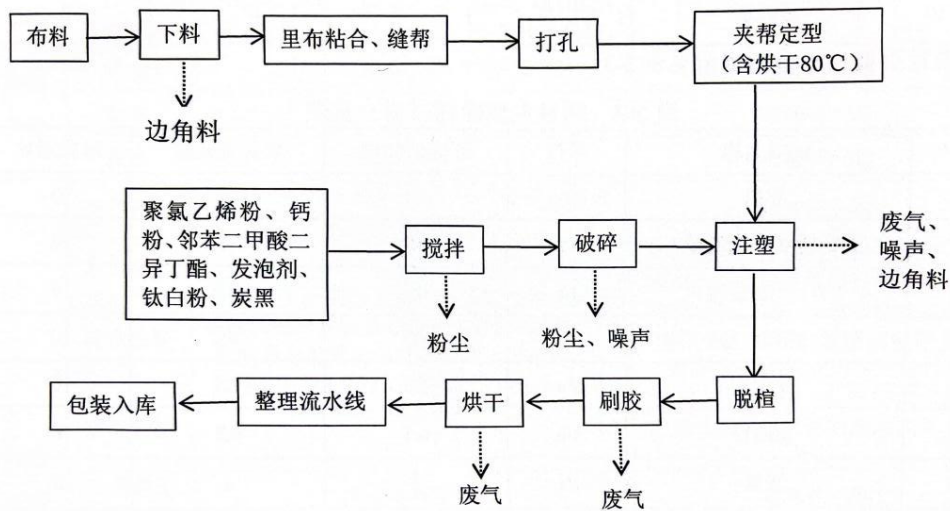 布料
下料
里布粘合、缝帮
打孔
夹帮定型
（含烘干80℃）
边角料
聚氯乙烯粉、钙
粉、邻苯二甲酸二
异丁酯、发泡剂、
钛白粉、炭黑
搅拌
破碎
注塑
废气、
噪声、
边角料
粉尘
粉尘、噪声
包装入库
整理流水线
烘干
刷胶
脱楦
废气
废气